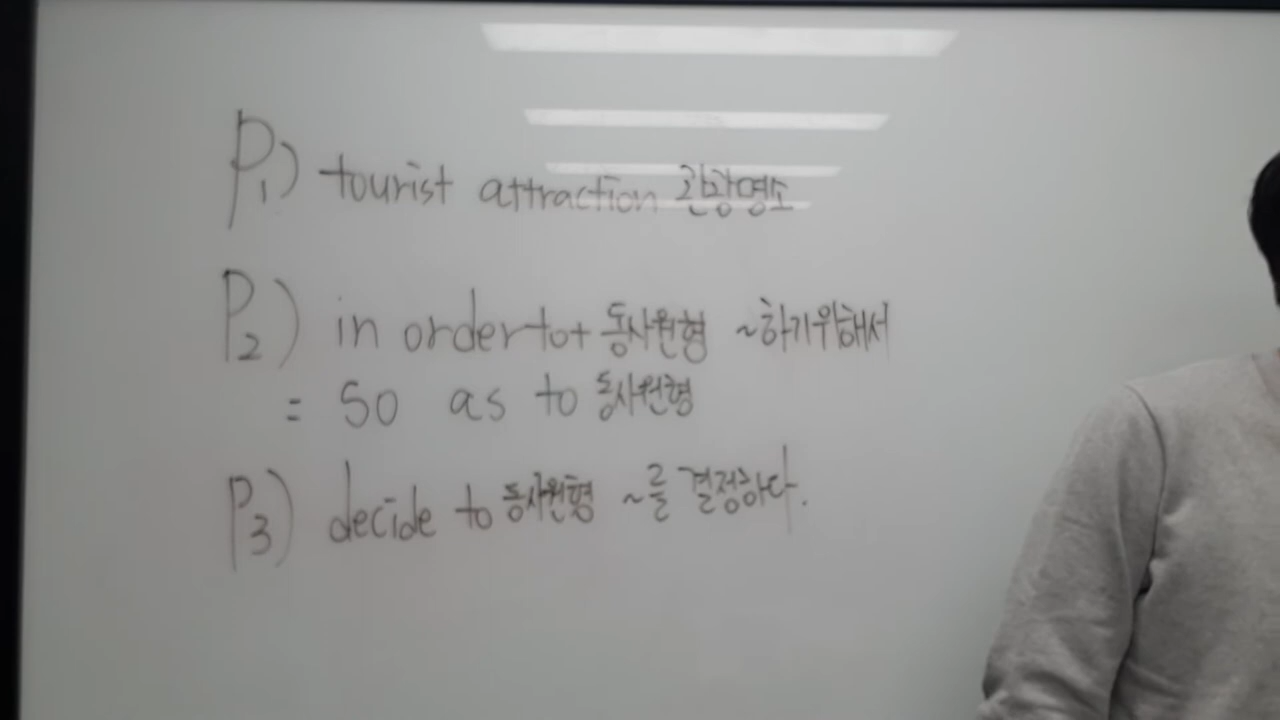 P1) tourist attraction 관광명소
P2) in order to + 동사원형 ~하기위해서
= so as to 동사원형
P3) decide to 동사원형 ~를 결정하다.